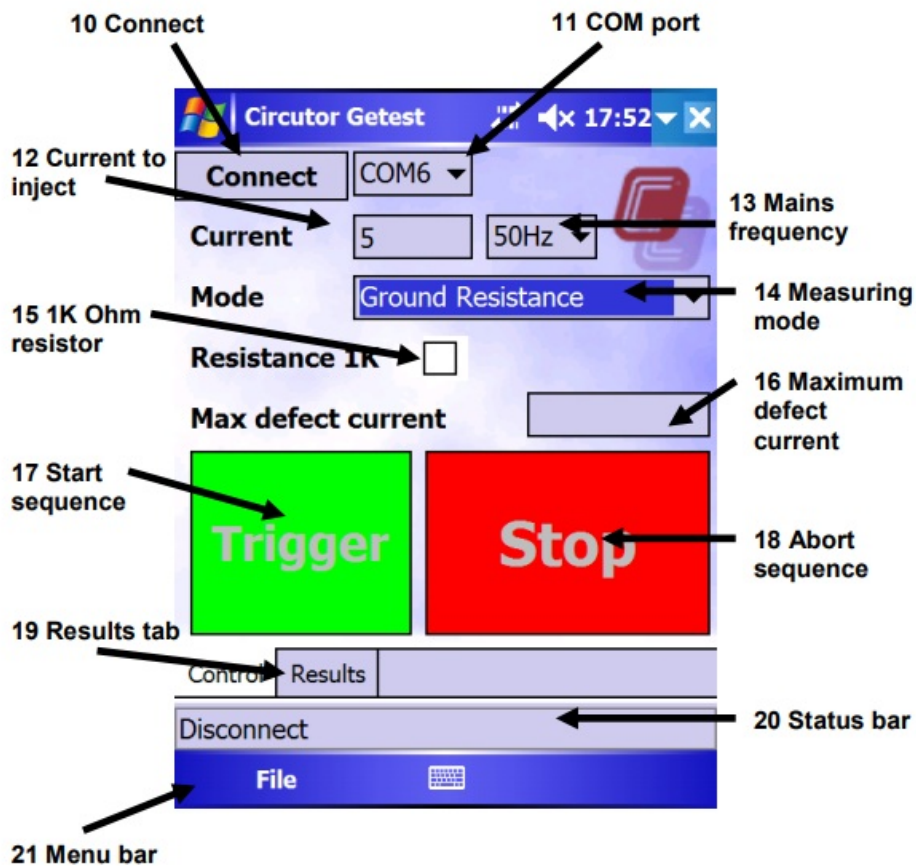 10 Connect
11 COM port
Circutor Getest
17:52
12 Current to
inject
Connect
COM6
13 Mains
frequency
Current
5
50Hz
Mode
Ground Resistance
14 Measuring
mode
15 1K Ohm
resistor
Resistance 1K
16 Maximum
defect
current
Max defect current
17 Start
sequence
Trigger
Stop
18 Abort
sequence
19 Results tab
Control
Results
Disconnect
20 Status bar
File
21 Menu bar